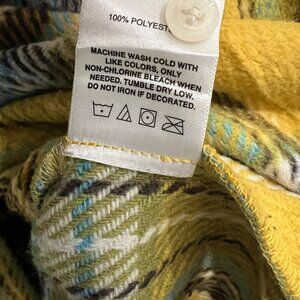 100% POLYEST
MACHINE WASH COLD WITH
LIKE COLORS, ONLY
NON-CHLORINE BLEACH WHEN
NEEDED. TUMBLE DRY LOW.
DO NOT IRON IF DECORATED.